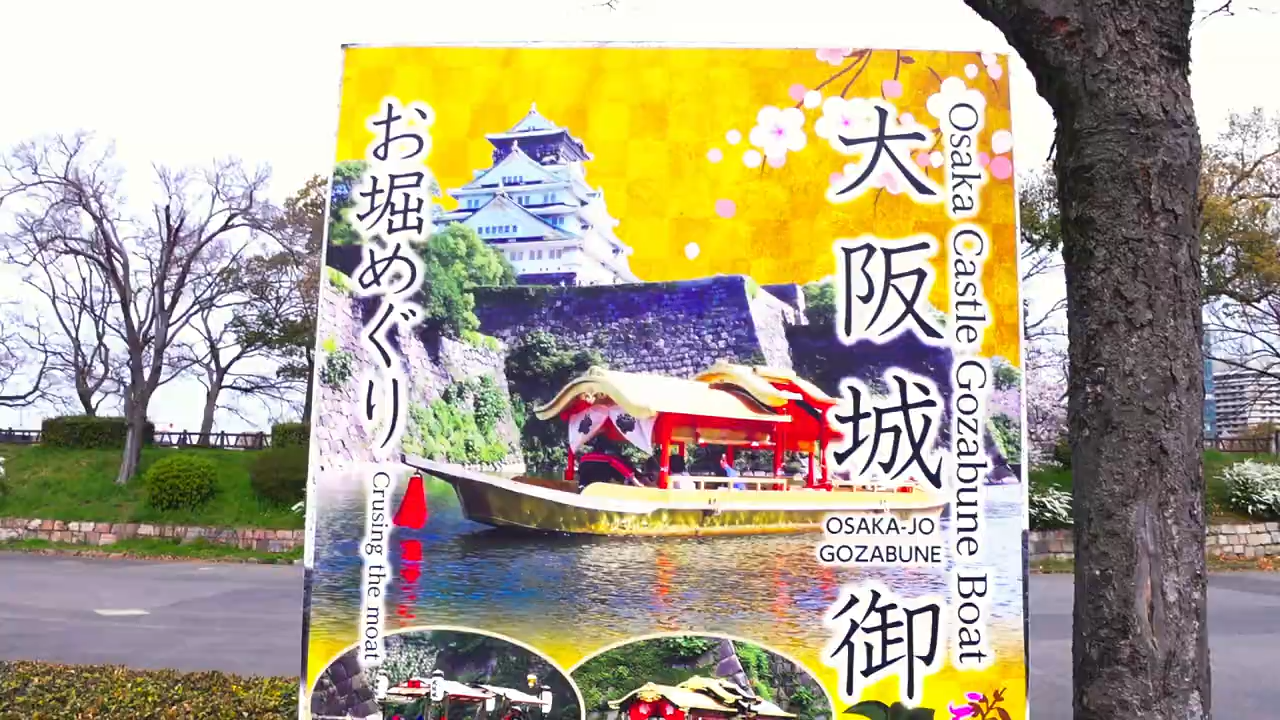 Osaka Castle Gozabune Boat
大阪城御
OSAKA-JO
GOZABUNE
お堀めぐり
Crusing the moat